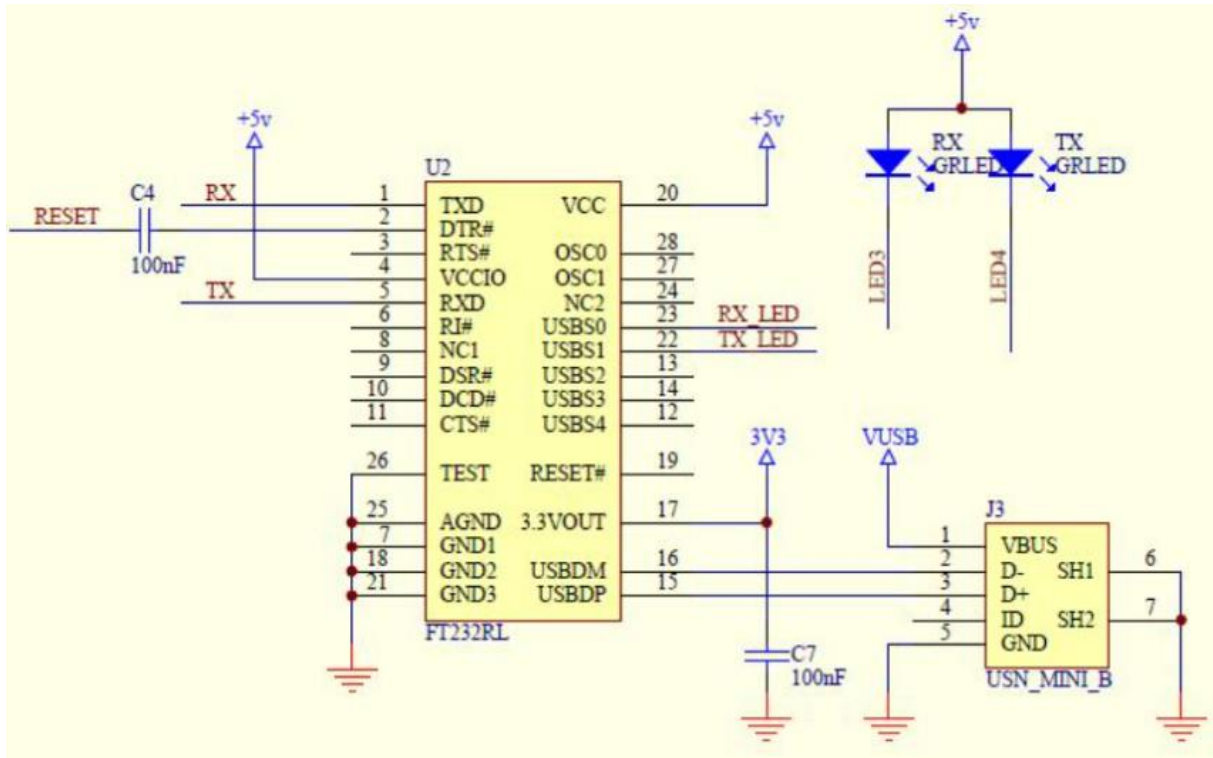 +5v
+5v
+5v
RX
GRLED
TX
GRLED
LED3
LED4
RESET
C4
100nF
RX
TX
U2
1 TXD
2 DTR#
3 RTS#
4 VCCIO
5 RXD
6 RI#
8 NC1
9 DSR#
10 DCD#
11 CTS#
26 TEST
25 AGND
7 GND1
18 GND2
21 GND3
VCC 20
OSC0 28
OSC1 27
NC2 24
USBS0 23 RX_LED
USBS1 22 TX_LED
USBS2 13
USBS3 14
USBS4 12
RESET# 19
3.3VOUT 17
USBDM 16
USBDP 15
FT232RL
3V3
C7
100nF
VUSB
J3
1 VBUS
2 D- SH1 6
3 D+
4 ID SH2 7
5 GND
USN_MINI_B